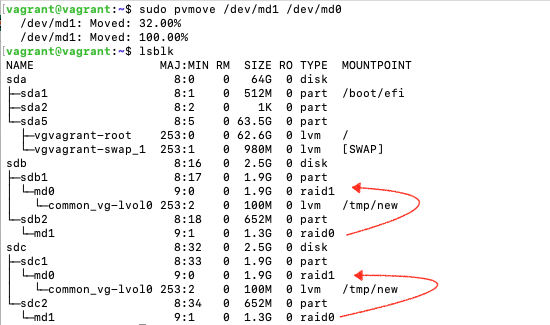 [vagrant@vagrant:~$ sudo pvmove /dev/md1 /dev/md0
  /dev/md1: Moved: 32.00%
  /dev/md1: Moved: 100.00%
[vagrant@vagrant:~$ lsblk
NAME                   MAJ:MIN RM  SIZE RO TYPE  MOUNTPOINT
sda                      8:0    0   64G  0 disk
├─sda1                   8:1    0  512M  0 part  /boot/efi
├─sda2                   8:2    0    1K  0 part
└─sda5                   8:5    0 63.5G  0 part
  ├─vgvagrant-root     253:0    0 62.6G  0 lvm   /
  └─vgvagrant-swap_1   253:1    0  980M  0 lvm   [SWAP]
sdb                      8:16   0  2.5G  0 disk
├─sdb1                   8:17   0  1.9G  0 part
│ └─md0                  9:0    0  1.9G  0 raid1
│   └─common_vg-lvol0  253:2    0  100M  0 lvm   /tmp/new
└─sdb2                   8:18   0  652M  0 part
  └─md1                  9:1    0  1.3G  0 raid0
sdc                      8:32   0  2.5G  0 disk
├─sdc1                   8:33   0  1.9G  0 part
│ └─md0                  9:0    0  1.9G  0 raid1
│   └─common_vg-lvol0  253:2    0  100M  0 lvm   /tmp/new
└─sdc2                   8:34   0  652M  0 part
  └─md1                  9:1    0  1.3G  0 raid0